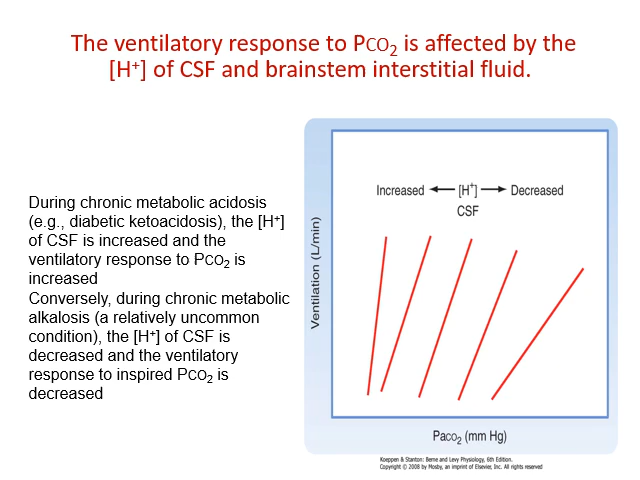 The ventilatory response to PCO₂ is affected by the
[H⁺] of CSF and brainstem interstitial fluid.
During chronic metabolic acidosis
(e.g., diabetic ketoacidosis), the [H⁺]
of CSF is increased and the
ventilatory response to PCO₂ is
increased
Conversely, during chronic metabolic
alkalosis (a relatively uncommon
condition), the [H⁺] of CSF is
decreased and the ventilatory
response to inspired PCO₂ is
decreased
Ventilation (L/min)
Increased ← [H⁺] → Decreased
CSF
Paco₂ (mm Hg)
Koeppen & Stanton: Berne and Levy Physiology, 6th Edition.
Copyright © 2008 by Mosby, an imprint of Elsevier, Inc. All rights reserved